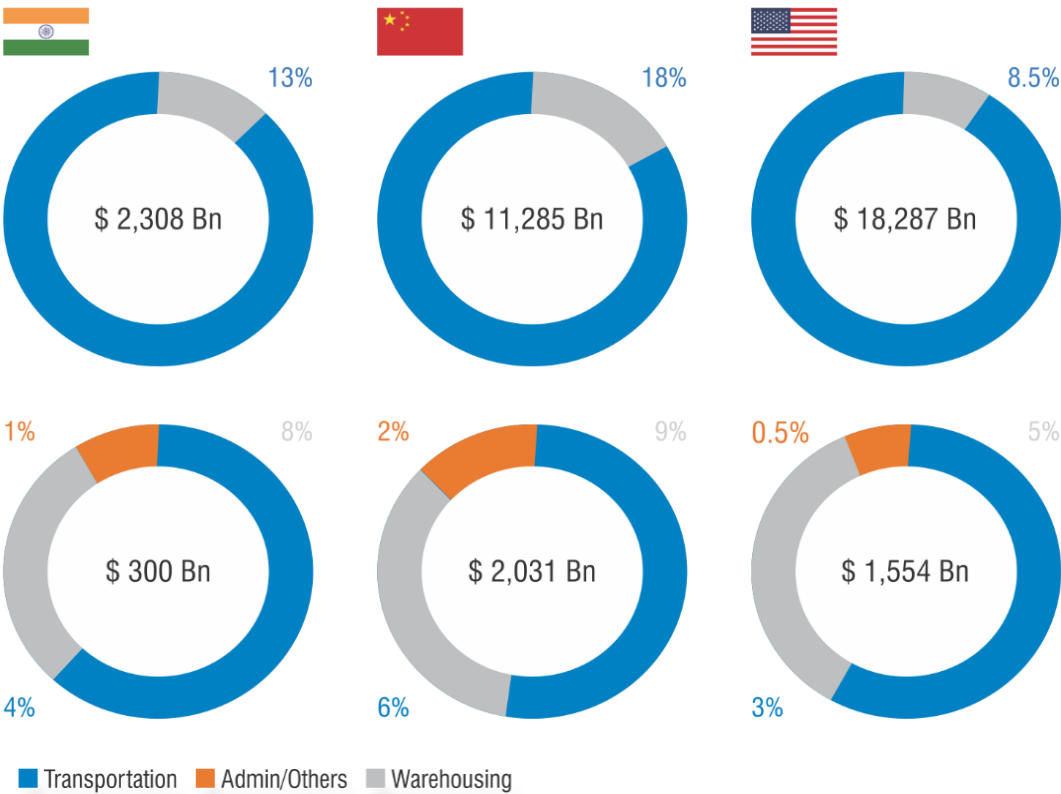 13%
18%
8.5%
$ 2,308 Bn
$ 11,285 Bn
$ 18,287 Bn
1%
8%
2%
9%
0.5%
5%
$ 300 Bn
$ 2,031 Bn
$ 1,554 Bn
4%
6%
3%
Transportation
Admin/Others
Warehousing